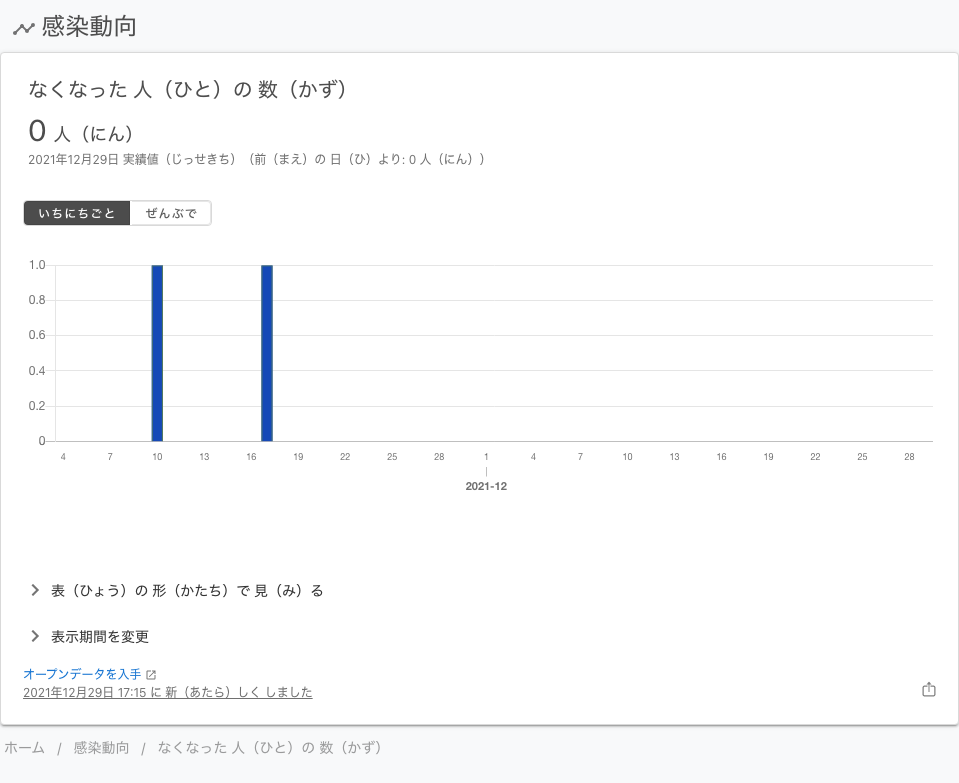 感染動向
なくなった 人（ひと）の 数（かず）
0 人（にん）
2021年12月29日 実績値（じっせきち）（前（まえ）の 日（ひ）より: 0 人（にん））
いちにちごと ぜんぶで
1.0
0.8
0.6
0.4
0.2
0
4 7 10 13 16 19 22 25 28 1 4 7 10 13 16 19 22 25 28
2021-12
表（ひょう）の 形（かたち）で 見（み）る
表示期間を変更
オープンデータを入手
2021年12月29日 17:15 に 新（あたら）しく しました
ホーム / 感染動向 / なくなった 人（ひと）の 数（かず）